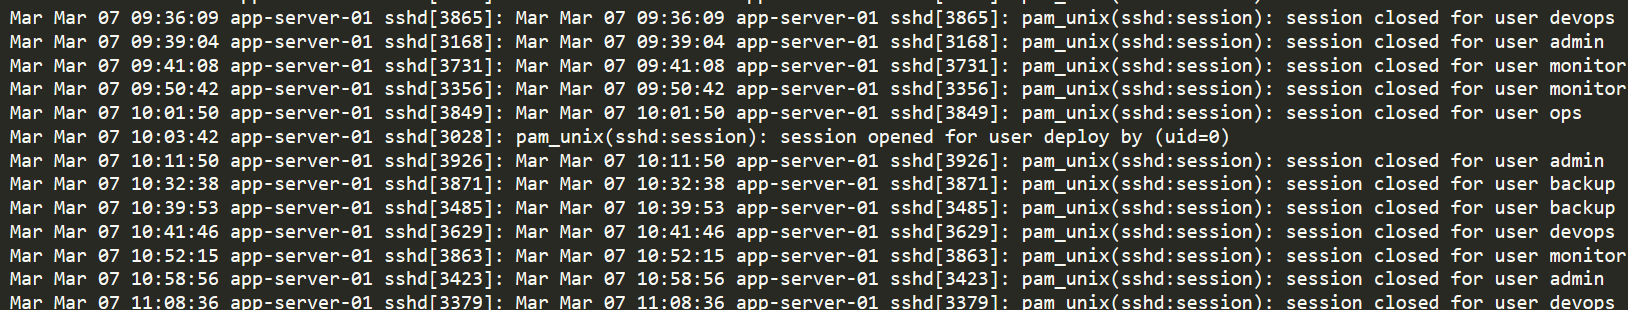 Mar Mar 07 09:36:09 app-server-01 sshd[3865]: Mar Mar 07 09:36:09 app-server-01 sshd[3865]: pam_unix(sshd:session): session closed for user devops
Mar Mar 07 09:39:04 app-server-01 sshd[3168]: Mar Mar 07 09:39:04 app-server-01 sshd[3168]: pam_unix(sshd:session): session closed for user admin
Mar Mar 07 09:41:08 app-server-01 sshd[3731]: Mar Mar 07 09:41:08 app-server-01 sshd[3731]: pam_unix(sshd:session): session closed for user monitor
Mar Mar 07 09:50:42 app-server-01 sshd[3356]: Mar Mar 07 09:50:42 app-server-01 sshd[3356]: pam_unix(sshd:session): session closed for user monitor
Mar Mar 07 10:01:50 app-server-01 sshd[3849]: Mar Mar 07 10:01:50 app-server-01 sshd[3849]: pam_unix(sshd:session): session closed for user ops
Mar Mar 07 10:03:42 app-server-01 sshd[3028]: pam_unix(sshd:session): session opened for user deploy by (uid=0)
Mar Mar 07 10:11:50 app-server-01 sshd[3926]: Mar Mar 07 10:11:50 app-server-01 sshd[3926]: pam_unix(sshd:session): session closed for user admin
Mar Mar 07 10:32:38 app-server-01 sshd[3871]: Mar Mar 07 10:32:38 app-server-01 sshd[3871]: pam_unix(sshd:session): session closed for user backup
Mar Mar 07 10:39:53 app-server-01 sshd[3485]: Mar Mar 07 10:39:53 app-server-01 sshd[3485]: pam_unix(sshd:session): session closed for user backup
Mar Mar 07 10:41:46 app-server-01 sshd[3629]: Mar Mar 07 10:41:46 app-server-01 sshd[3629]: pam_unix(sshd:session): session closed for user devops
Mar Mar 07 10:52:15 app-server-01 sshd[3863]: Mar Mar 07 10:52:15 app-server-01 sshd[3863]: pam_unix(sshd:session): session closed for user monitor
Mar Mar 07 10:58:56 app-server-01 sshd[3423]: Mar Mar 07 10:58:56 app-server-01 sshd[3423]: pam_unix(sshd:session): session closed for user admin
Mar Mar 07 11:08:36 app-server-01 sshd[3379]: Mar Mar 07 11:08:36 app-server-01 sshd[3379]: pam_unix(sshd:session): session closed for user devops